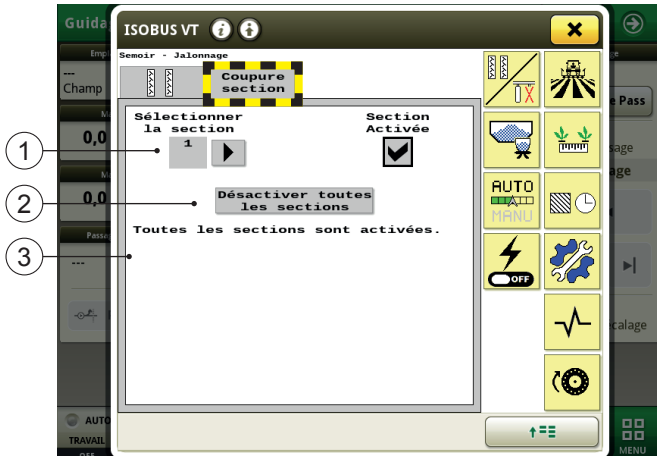 Guida
ISOBUS VT
Semoir - Jalonnage
Coupure
section
Sélectionner
la section
1
Section
Activée
Désactiver toutes
les sections
Toutes les sections sont activées.
1
2
3
AUTO
MANU
OFF
---
Champ
0,0
0,0
Passa
---
e Pass
sage
age
calage
AUTO
TRAVAIL
OFF
MENU